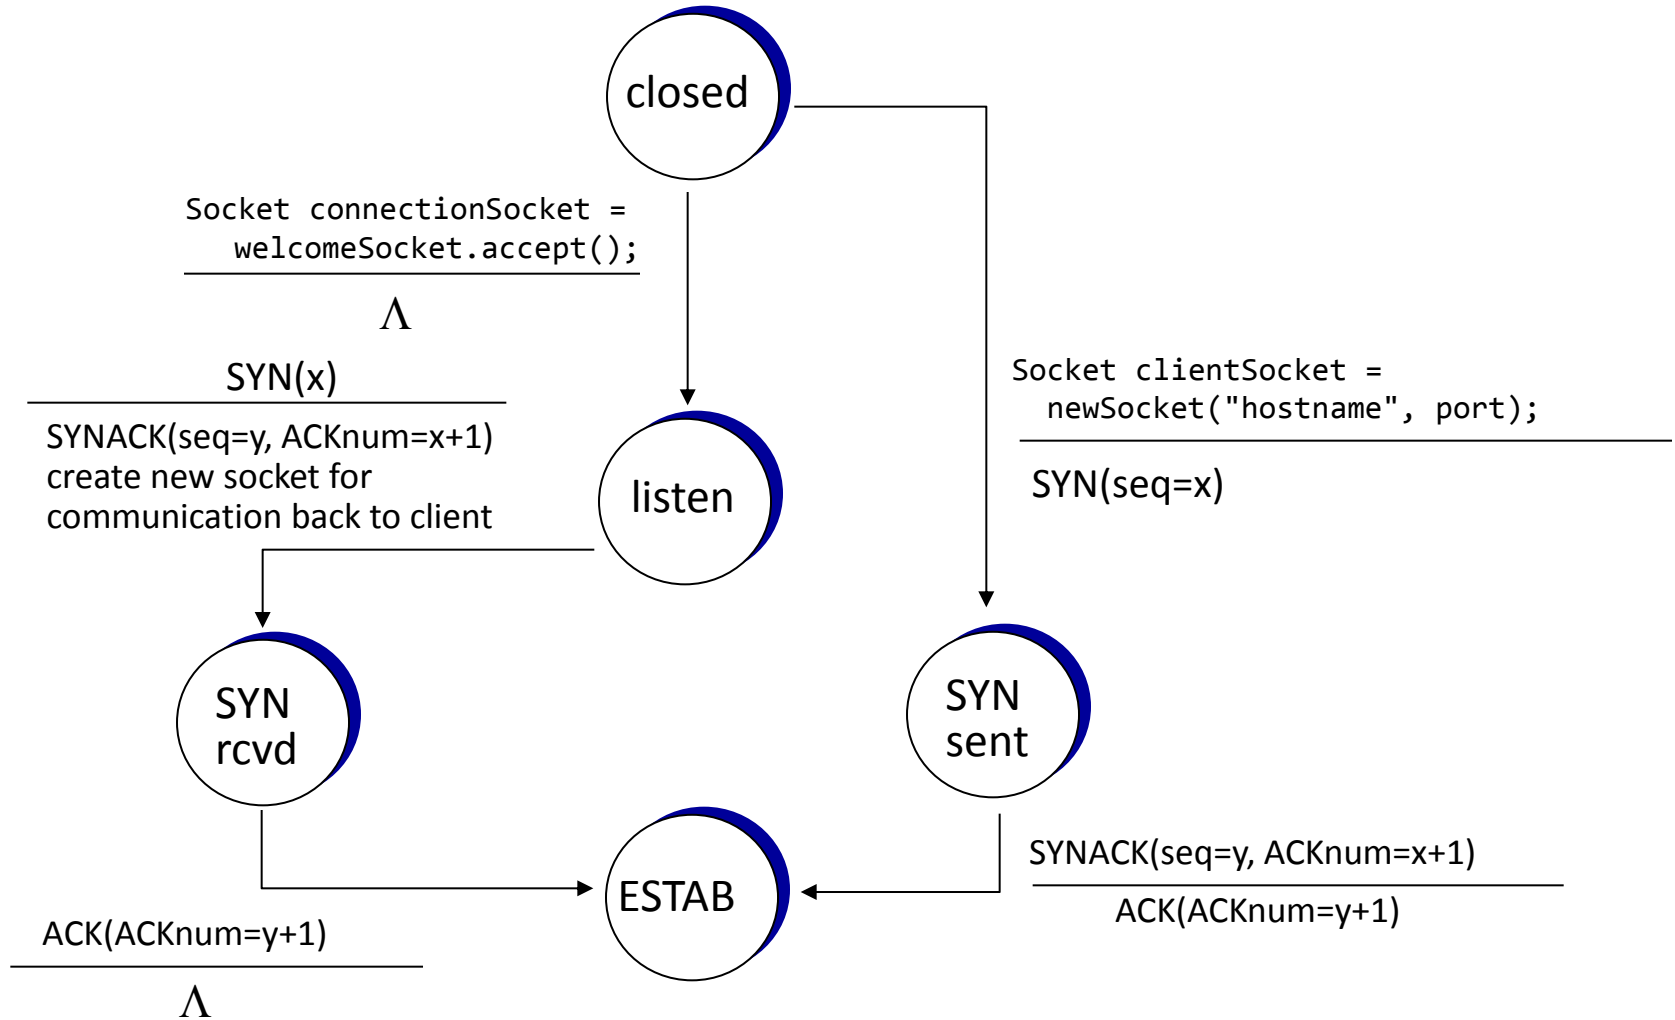 closed
Socket connectionSocket =
welcomeSocket.accept();
Λ
SYN(x)
SYNACK(seq=y, ACKnum=x+1)
create new socket for
communication back to client
listen
Socket clientSocket =
newSocket("hostname", port);
SYN(seq=x)
SYN
rcvd
SYN
sent
ESTAB
SYNACK(seq=y, ACKnum=x+1)
ACK(ACKnum=y+1)
ACK(ACKnum=y+1)
Λ